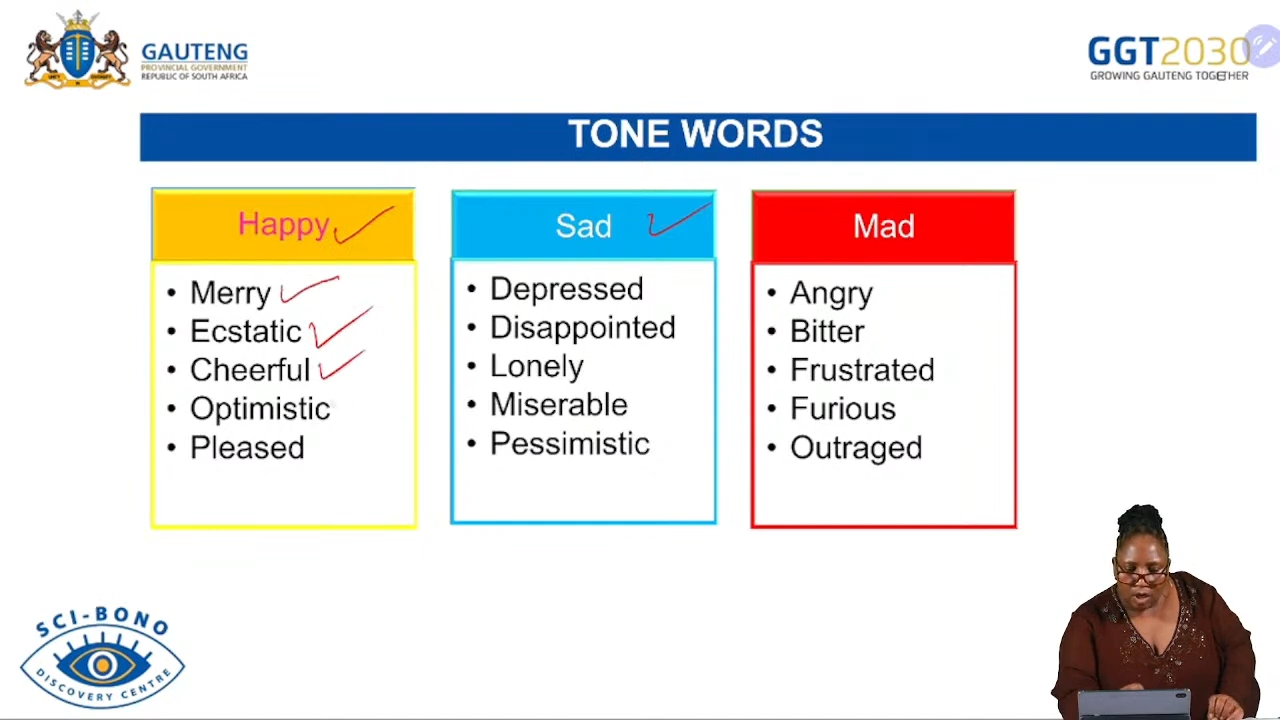 GAUTENG
PROVINCIAL GOVERNMENT
REPUBLIC OF SOUTH AFRICA
GGT2030
GROWING GAUTENG TOGETHER
TONE WORDS
Happy
• Merry
• Ecstatic
• Cheerful
• Optimistic
• Pleased
Sad
• Depressed
• Disappointed
• Lonely
• Miserable
• Pessimistic
Mad
• Angry
• Bitter
• Frustrated
• Furious
• Outraged
SCI-BONO
DISCOVERY CENTRE